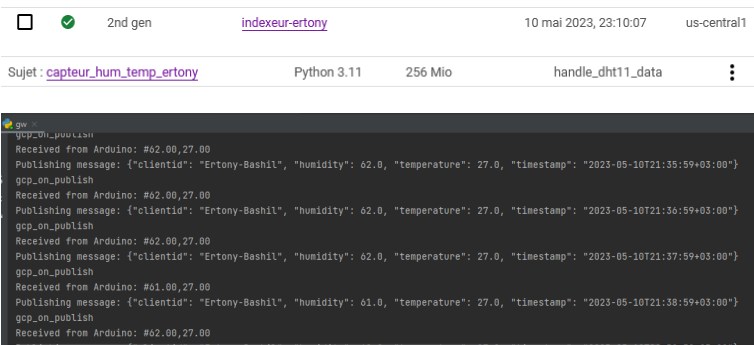 2nd gen indexeur-ertony 10 mai 2023, 23:10:07 us-central1
Sujet : capteur_hum_temp_ertony Python 3.11 256 Mio handle_dht11_data
gw ×
gcp_on_publish
Received from Arduino: #62.00,27.00
Publishing message: {"clientid": "Ertony-Bashil", "humidity": 62.0, "temperature": 27.0, "timestamp": "2023-05-10T21:35:59+03:00"}
gcp_on_publish
Received from Arduino: #62.00,27.00
Publishing message: {"clientid": "Ertony-Bashil", "humidity": 62.0, "temperature": 27.0, "timestamp": "2023-05-10T21:36:59+03:00"}
gcp_on_publish
Received from Arduino: #62.00,27.00
Publishing message: {"clientid": "Ertony-Bashil", "humidity": 62.0, "temperature": 27.0, "timestamp": "2023-05-10T21:37:59+03:00"}
gcp_on_publish
Received from Arduino: #61.00,27.00
Publishing message: {"clientid": "Ertony-Bashil", "humidity": 61.0, "temperature": 27.0, "timestamp": "2023-05-10T21:38:59+03:00"}
gcp_on_publish
Received from Arduino: #62.00,27.00